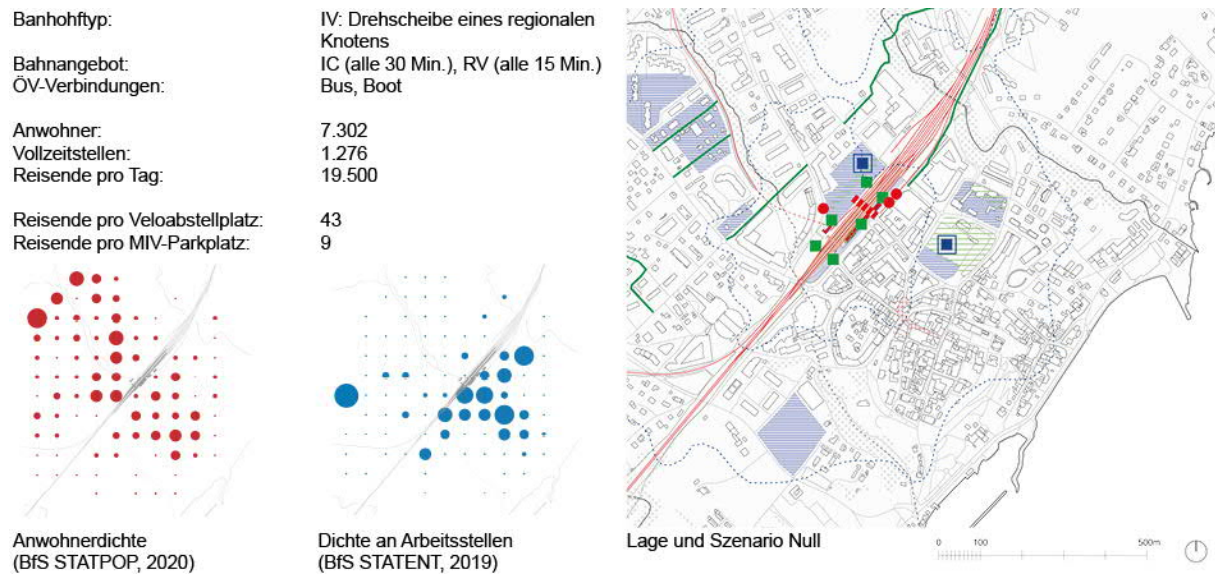 Banhoftyp: IV: Drehscheibe eines regionalen
Knotens
Bahnangebot: IC (alle 30 Min.), RV (alle 15 Min.)
ÖV-Verbindungen: Bus, Boot
Anwohner: 7.302
Vollzeitstellen: 1.276
Reisende pro Tag: 19.500
Reisende pro Veloabstellplatz: 43
Reisende pro MIV-Parkplatz: 9
Anwohnerdichte
(BfS STATPOP, 2020)
Dichte an Arbeitsstellen
(BfS STATENT, 2019)
Lage und Szenario Null
0 100 500m